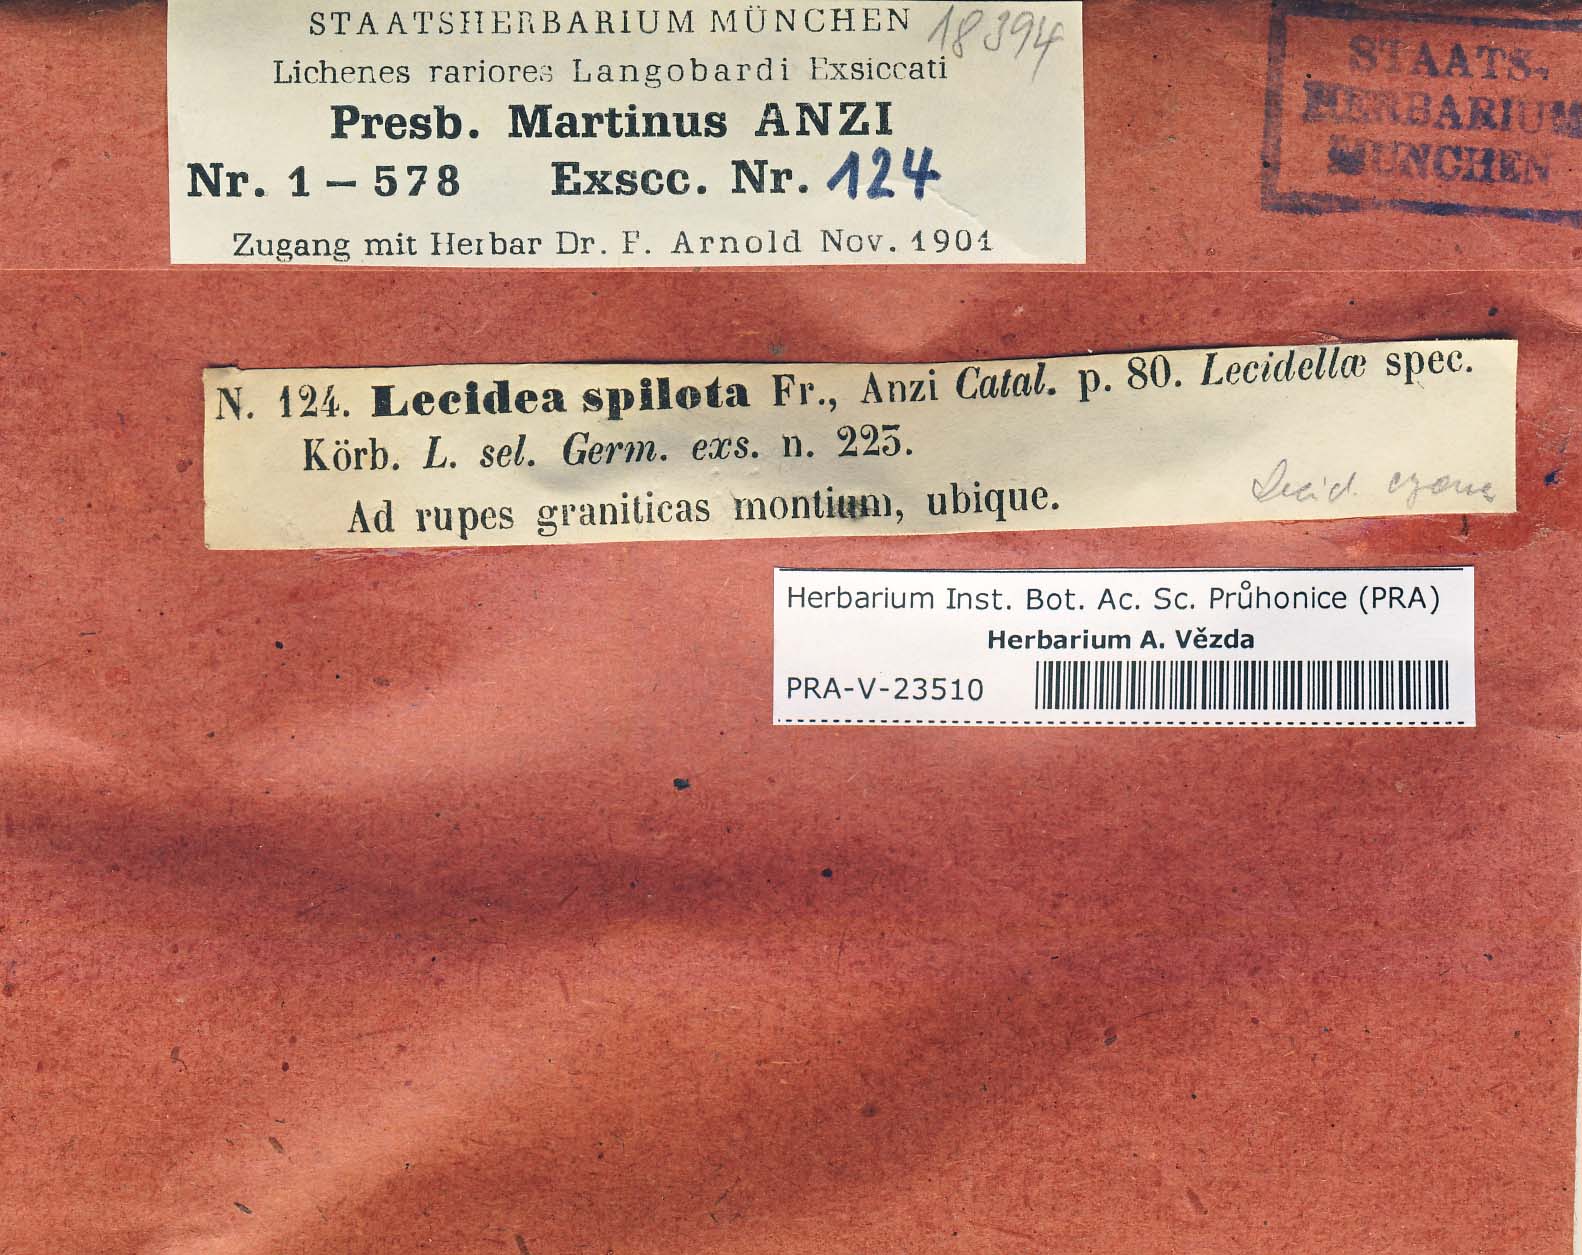 STAATSHERBARIUM MÜNCHEN 18394
Lichenes rariores Langobardi Exsiccati
Presb. Martinus ANZI
Nr. 1 – 578 Exscc. Nr. 124
Zugang mit Herbar Dr. F. Arnold Nov. 1901
STAATS-
HERBARIUM
MÜNCHEN
N. 124. Lecidea spilota Fr., Anzi Catal. p. 80. Lecidellæ spec.
Körb. L. sel. Germ. exs. n. 225.
Ad rupes graniticas montium, ubique.
Lecid.
Herbarium Inst. Bot. Ac. Sc. Průhonice (PRA)
Herbarium A. Vězda
PRA-V-23510